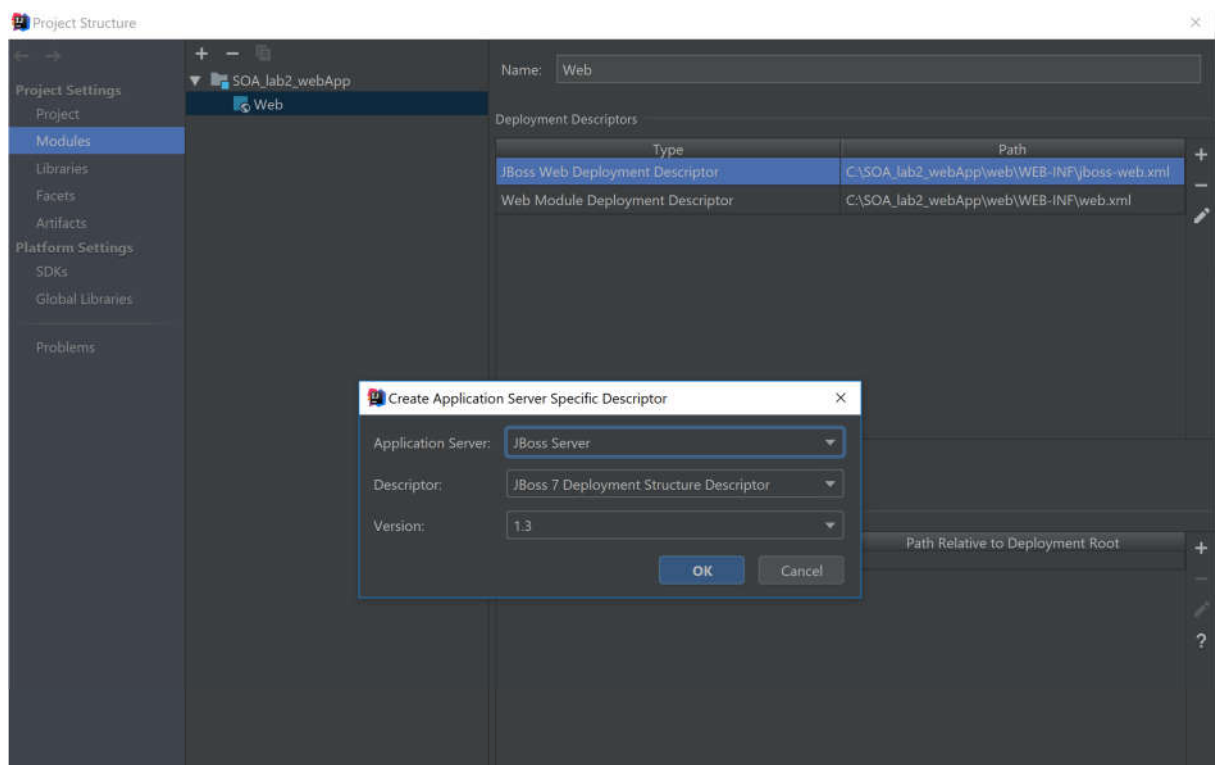 Project Structure
Project Settings
Project
Modules
Libraries
Facets
Artifacts
Platform Settings
SDKs
Global Libraries
Problems
SOA_lab2_webApp
Web
Name: Web
Deployment Descriptors
Type Path
JBoss Web Deployment Descriptor C:\SOA_lab2_webApp\web\WEB-INF\jboss-web.xml
Web Module Deployment Descriptor C:\SOA_lab2_webApp\web\WEB-INF\web.xml
Create Application Server Specific Descriptor
Application Server: JBoss Server
Descriptor: JBoss 7 Deployment Structure Descriptor
Version: 1.3
OK Cancel
Path Relative to Deployment Root